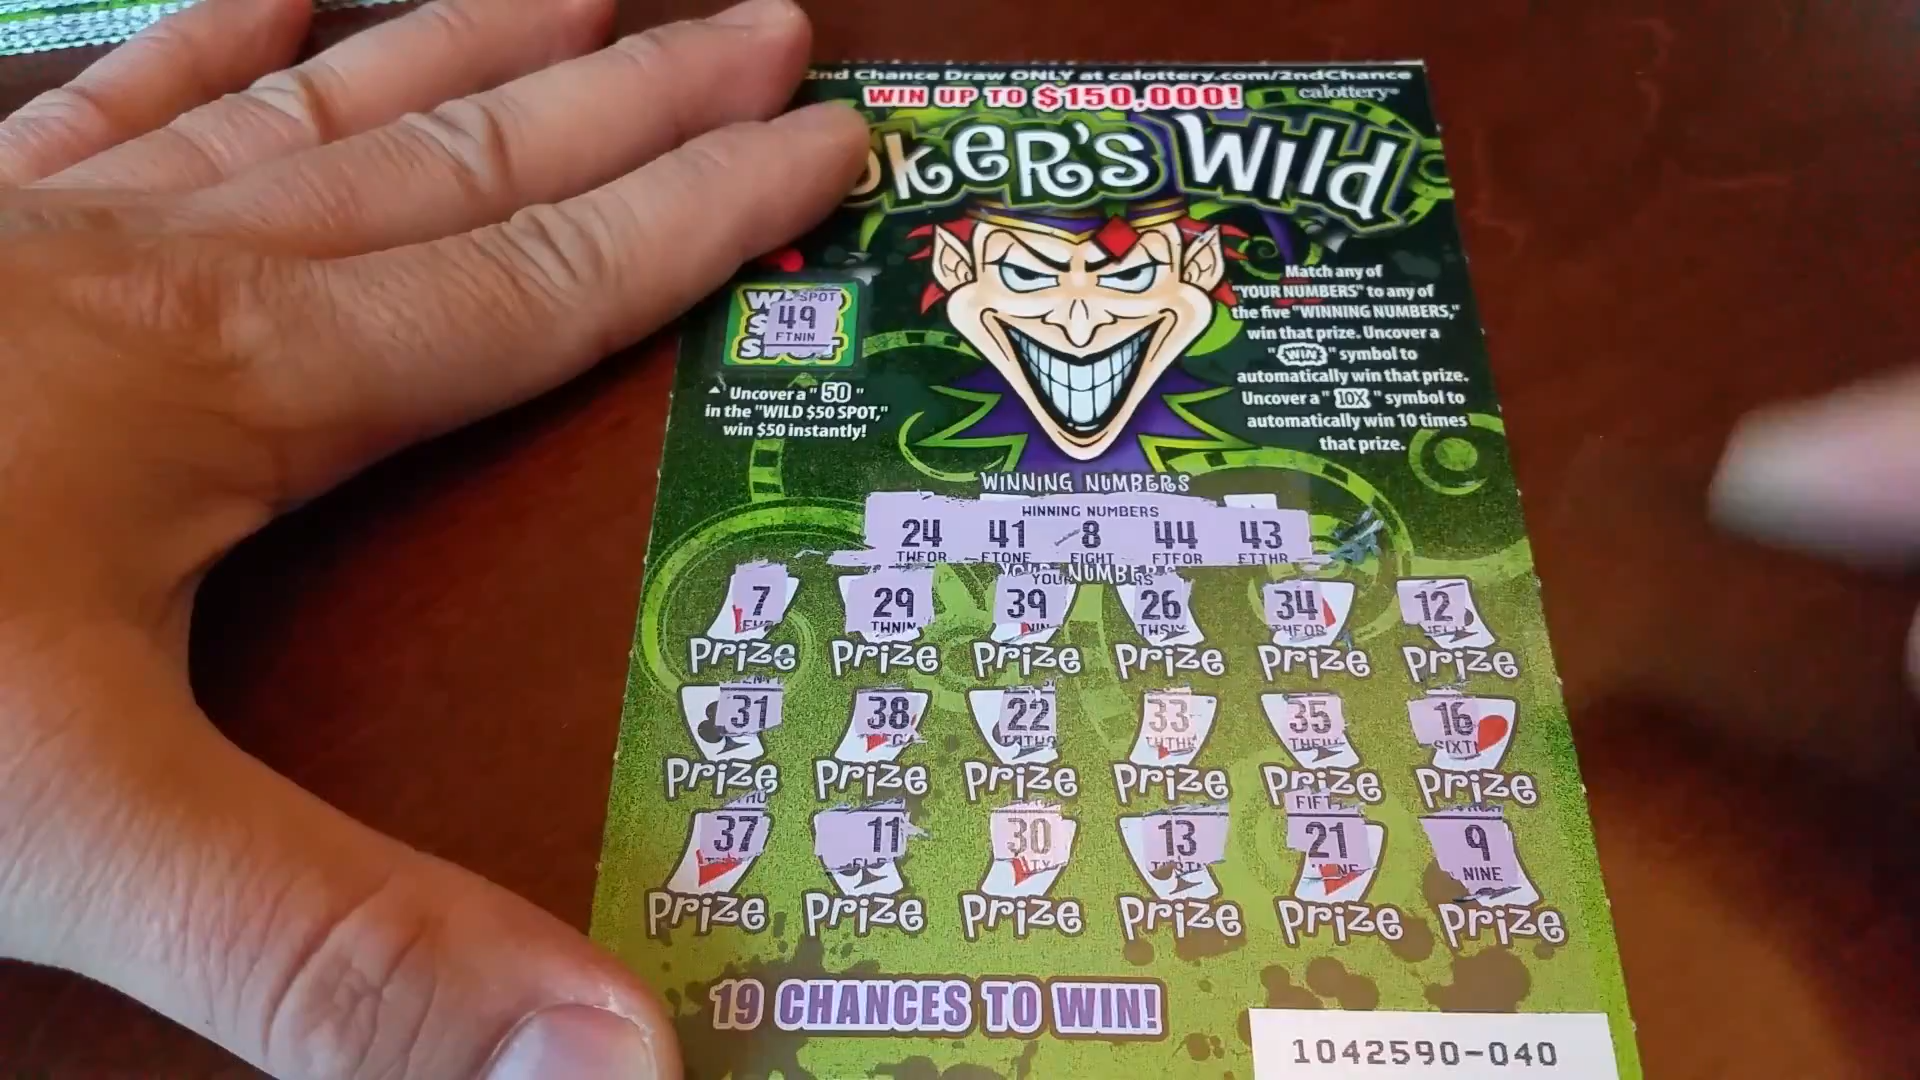 2nd Chance Draw ONLY at calottery.com/2ndChance
WIN UP TO $150,000!
calottery
Wild
SPOT
49
FTNIN
Uncover a "50"
in the "WILD $50 SPOT,"
win $50 instantly!
Match any of
"YOUR NUMBERS" to any of
the five "WINNING NUMBERS,"
win that prize. Uncover a
"WIN" symbol to
automatically win that prize.
Uncover a "10X" symbol to
automatically win 10 times
that prize.
WINNING NUMBERS
WINNING NUMBERS
24 41 8 44 43
TWFOR FTONE EIGHT FTFOR FTTHR
7 29 39 26 34 12
TWNIN TWSIX
Prize Prize Prize Prize Prize Prize
31 38 22 33 35 16
Prize Prize Prize Prize Prize Prize
37 11 30 13 21 9
NINE
Prize Prize Prize Prize Prize Prize
19 CHANCES TO WIN!
1042590-040